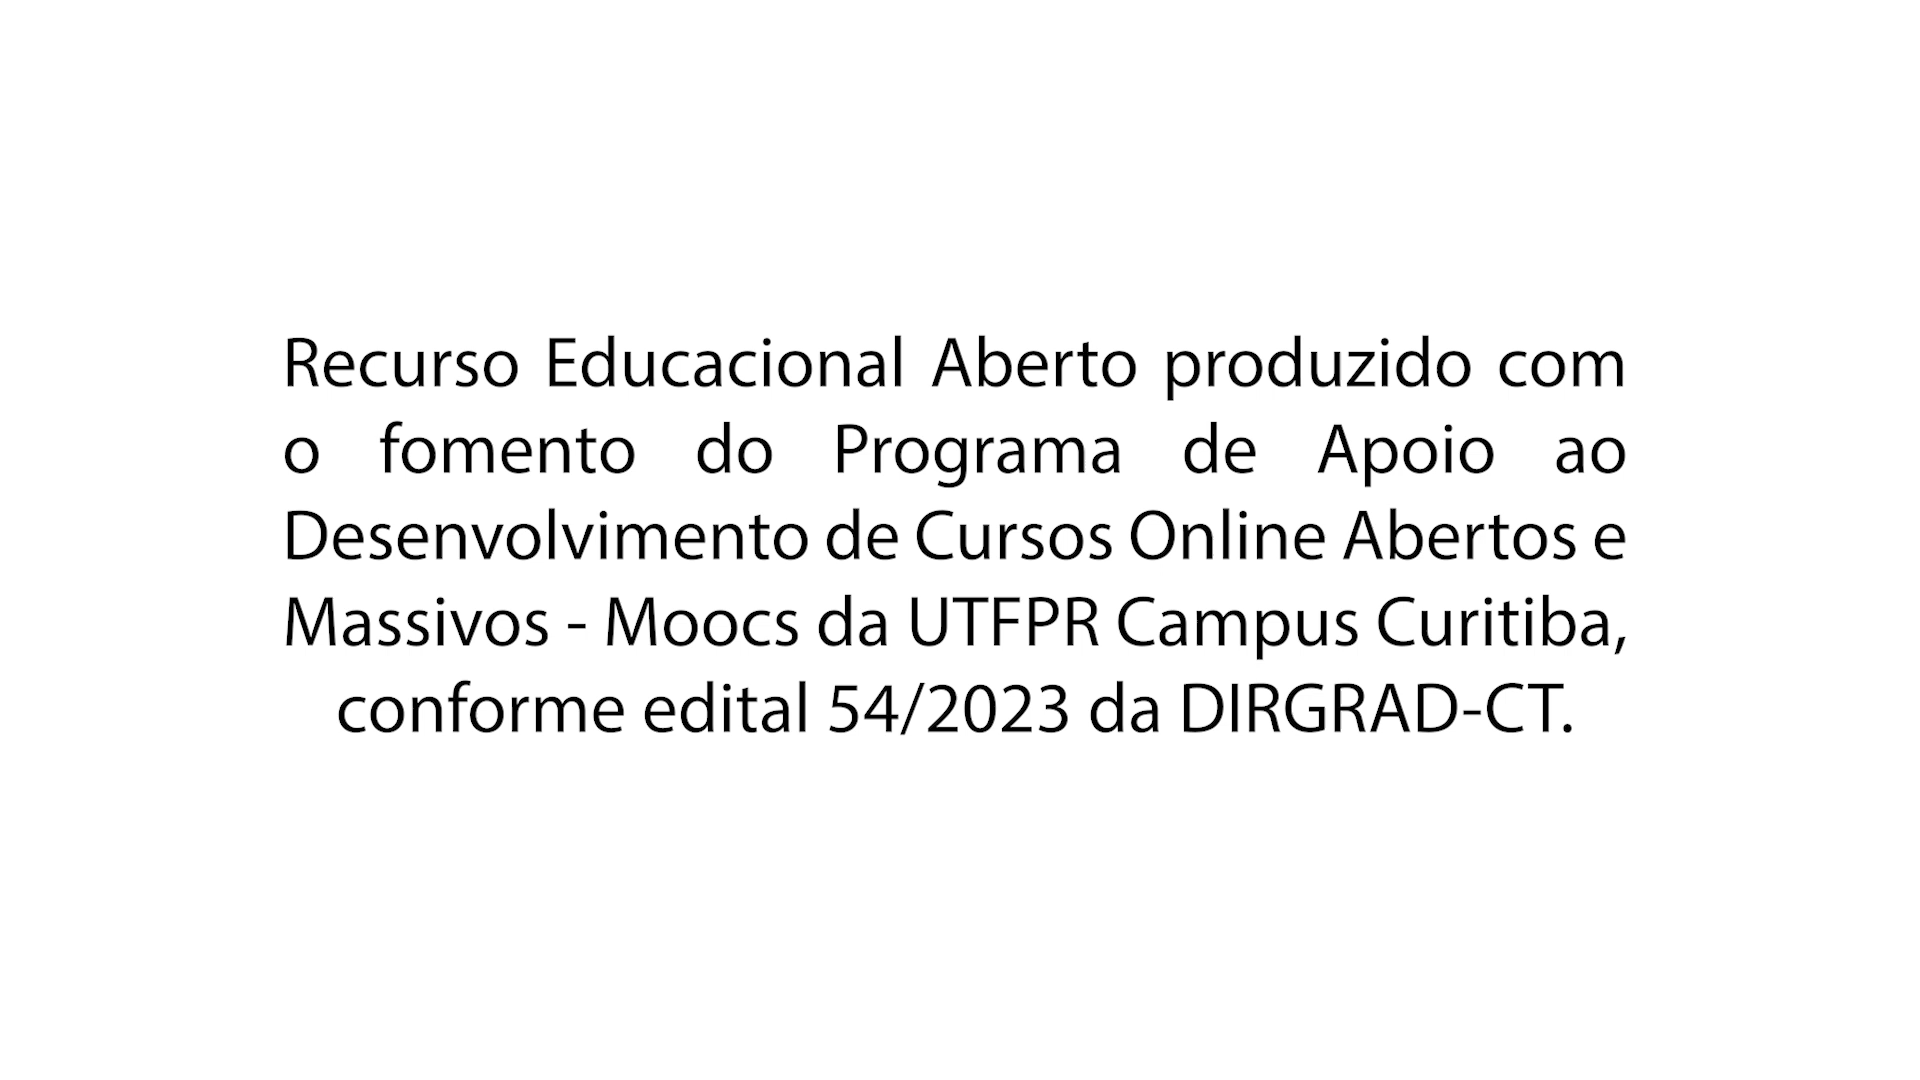 Recurso Educacional Aberto produzido com
o fomento do Programa de Apoio ao
Desenvolvimento de Cursos Online Abertos e
Massivos - Moocs da UTFPR Campus Curitiba,
conforme edital 54/2023 da DIRGRAD-CT.